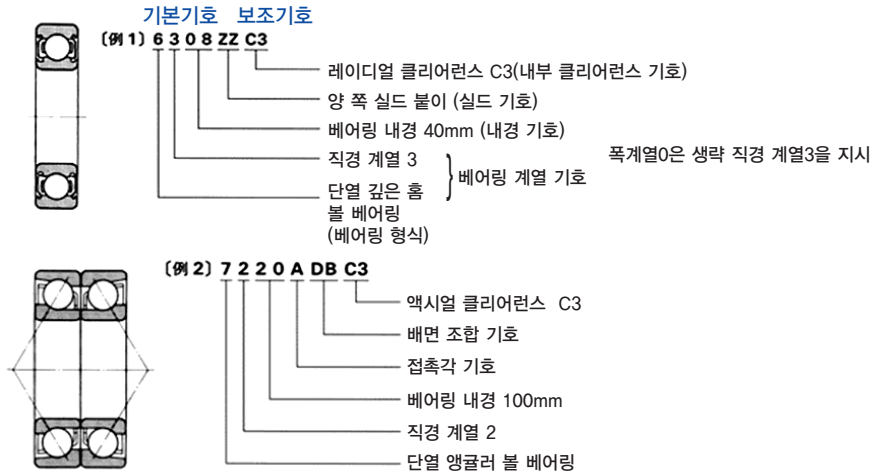 기본기호 보조기호
〔例 1〕 6 3 0 8 ZZ C3
레이디얼 클리어런스 C3(내부 클리어런스 기호)
양 쪽 실드 붙이 (실드 기호)
베어링 내경 40mm (내경 기호)
직경 계열 3
베어링 계열 기호
폭계열0은 생략 직경 계열3을 지시
단열 깊은 홈
볼 베어링
(베어링 형식)
〔例 2〕 7 2 2 0 A DB C3
액시얼 클리어런스 C3
배면 조합 기호
접촉각 기호
베어링 내경 100mm
직경 계열 2
단열 앵귤러 볼 베어링